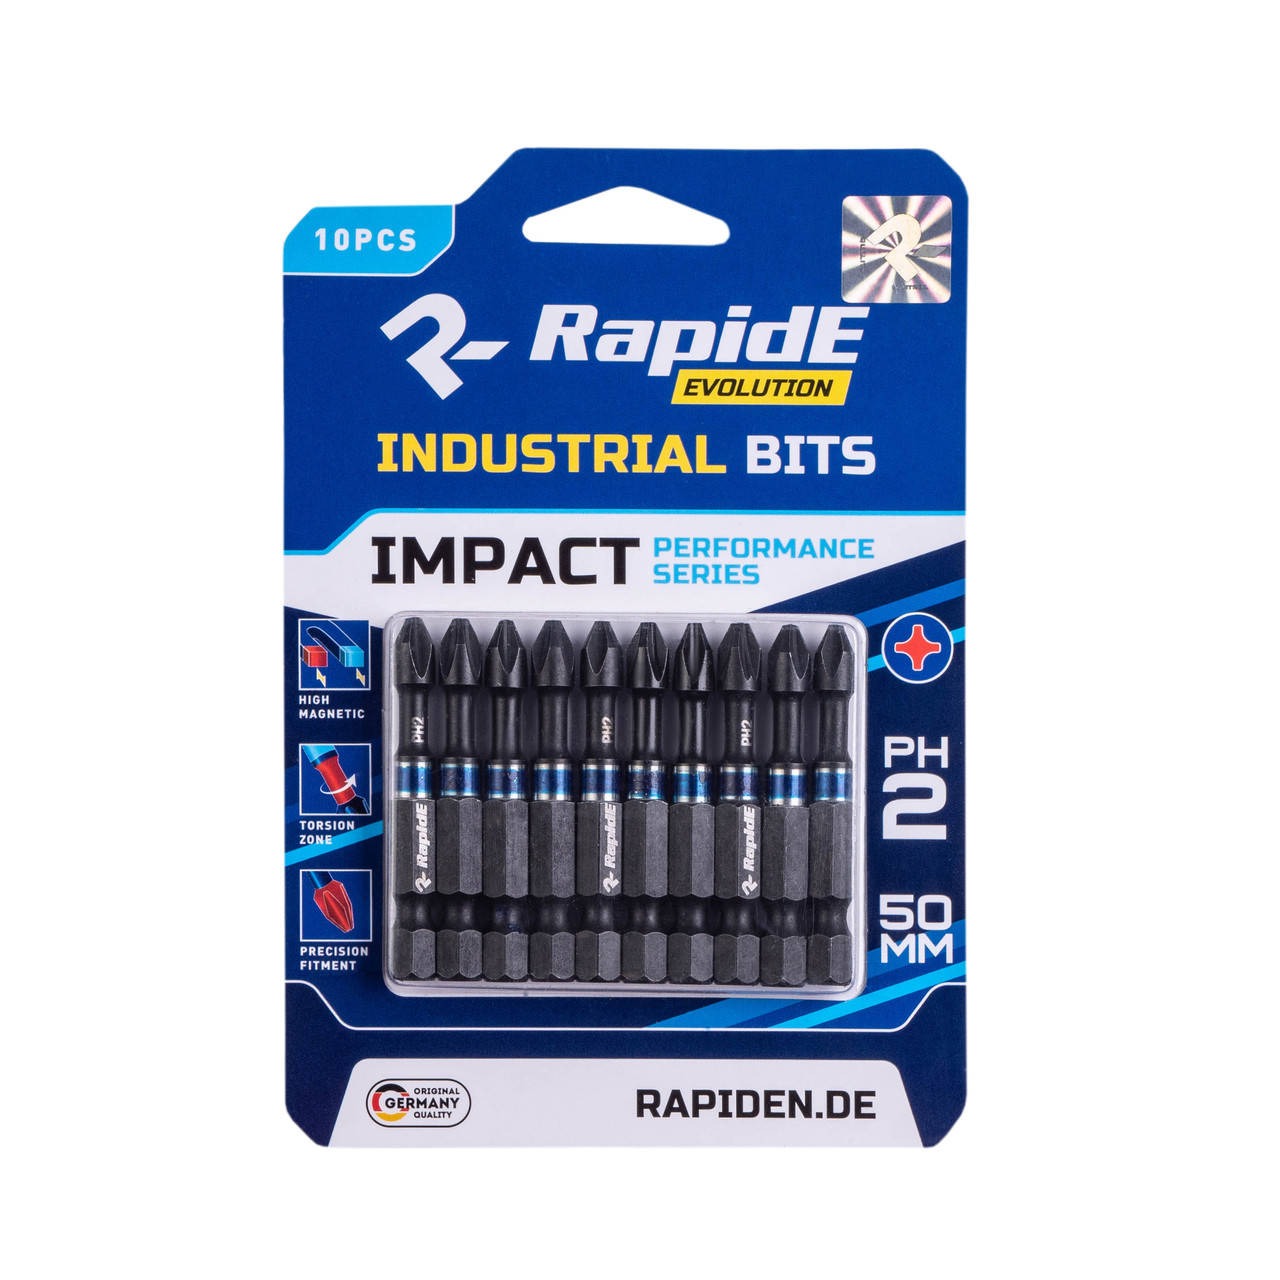 10PCS
RapidE
EVOLUTION
INDUSTRIAL BITS
IMPACT
PERFORMANCE
SERIES
HIGH
MAGNETIC
TORSION
ZONE
PRECISION
FITMENT
PH2
PH2
PH2
RapidE
RapidE
RapidE
PH
2
50
MM
ORIGINAL
GERMANY
QUALITY
RAPIDEN.DE